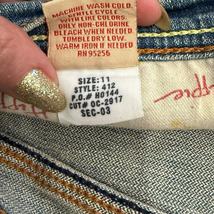 MACHINE WASH COLD.
GENTLE CYCLE
WITH LIKE COLORS.
ONLY NON-CHLORINE
BLEACH WHEN NEEDED
TUMBLE DRY LOW.
WARM IRON IF NEEDED
RN 95256
SIZE:11
STYLE: 412
P.O.# H0144
CUT# OC-2917
SEC-03